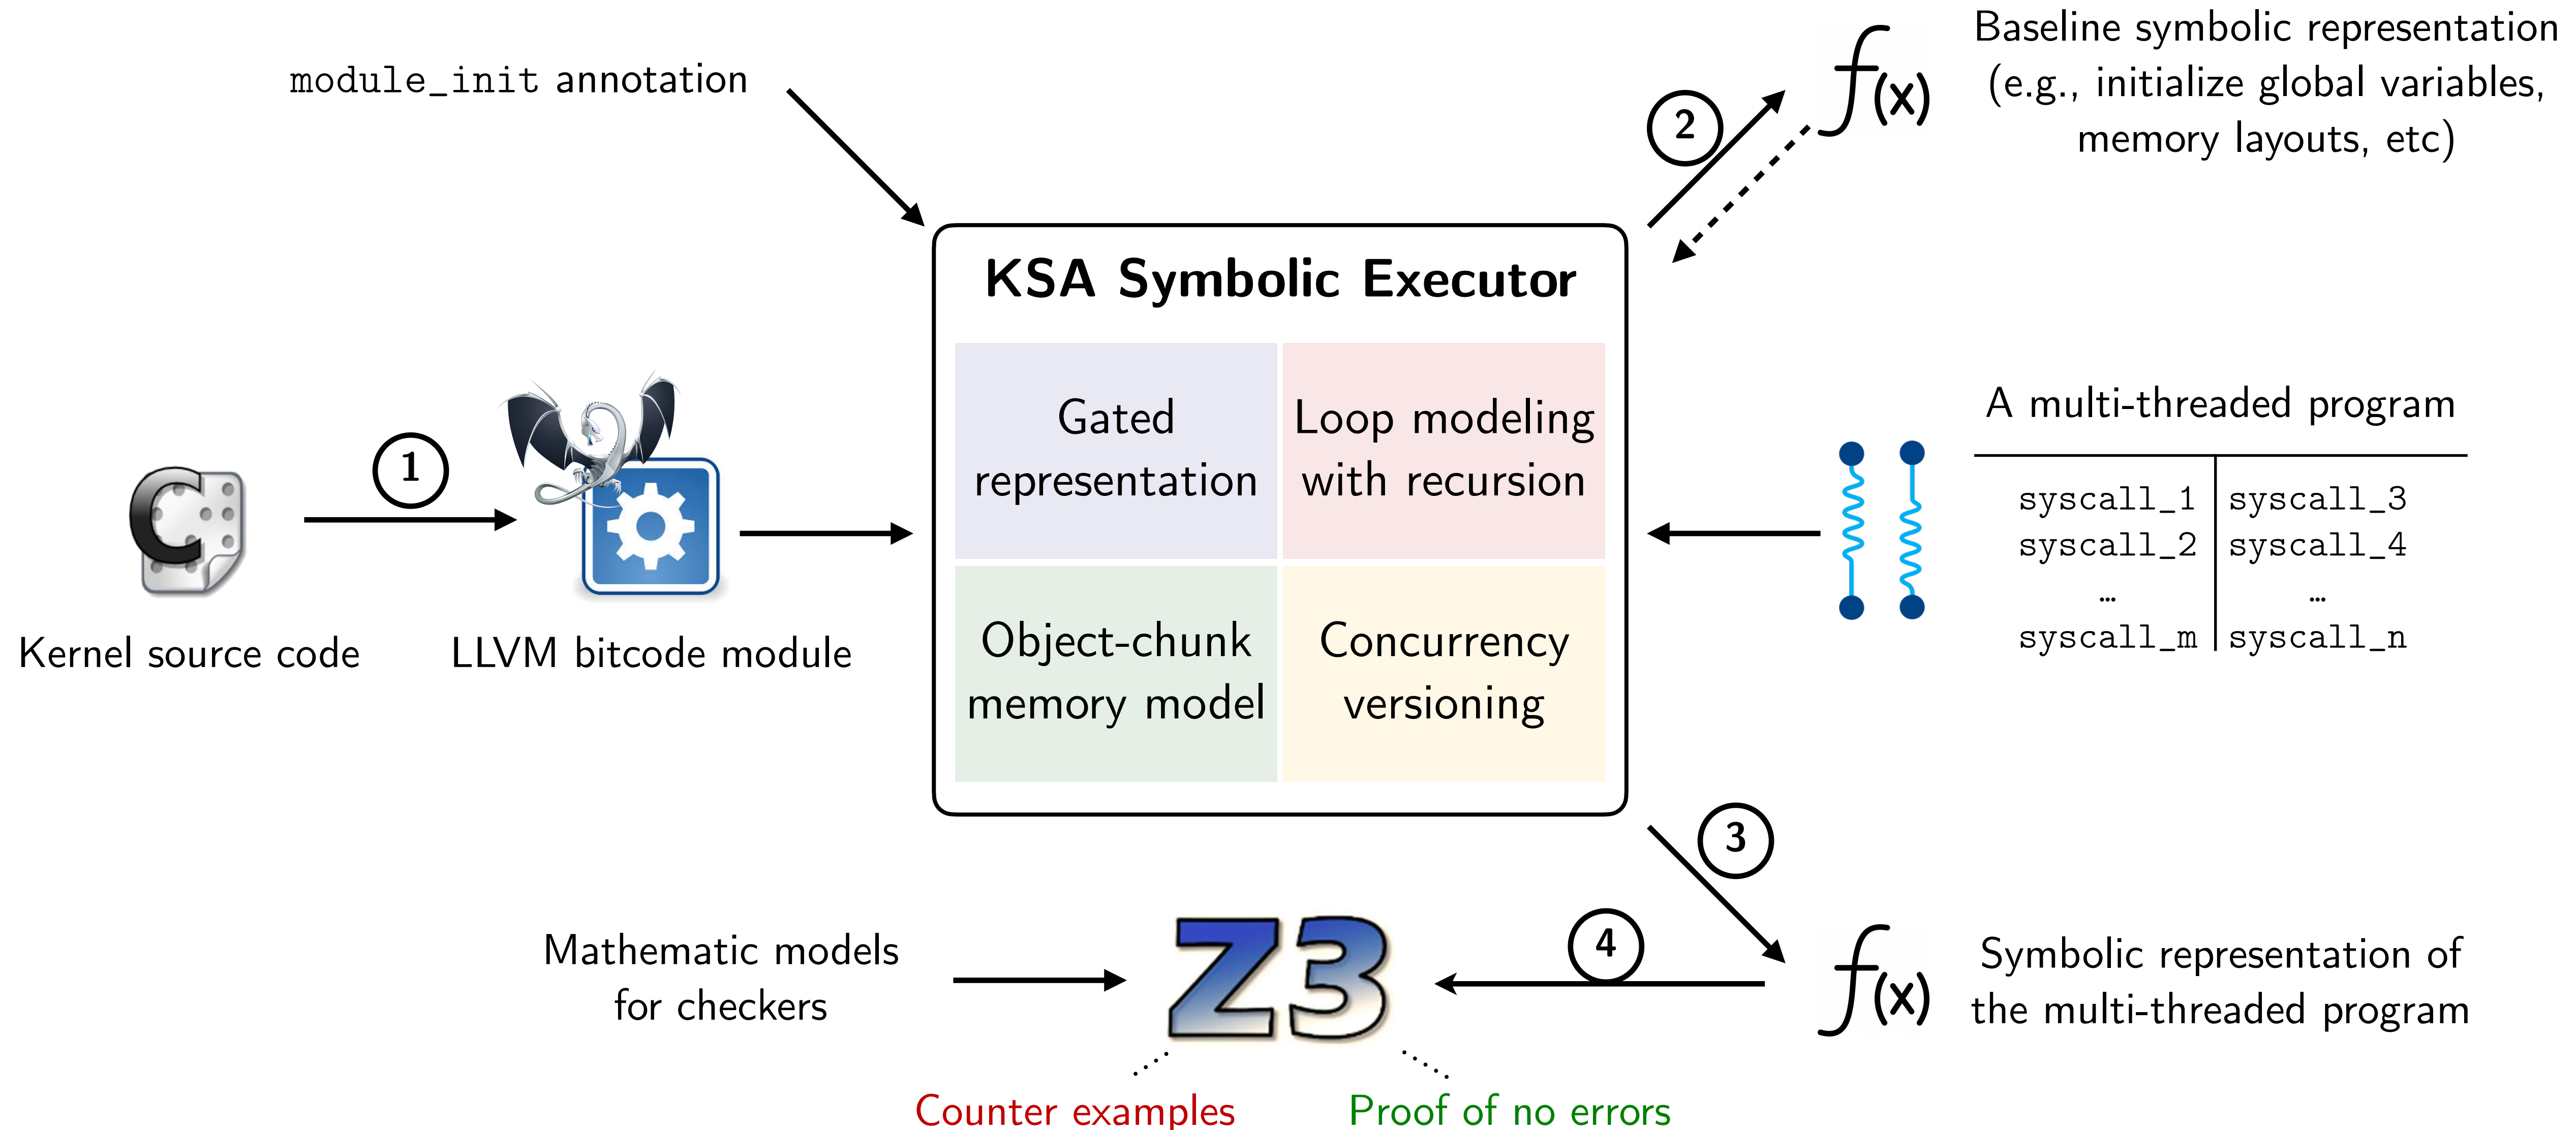 module_init annotation
2
f(x)
Baseline symbolic representation
(e.g., initialize global variables,
memory layouts, etc)
KSA Symbolic Executor
Gated
representation
Loop modeling
with recursion
Object-chunk
memory model
Concurrency
versioning
C
1
Kernel source code
LLVM bitcode module
A multi-threaded program
syscall_1 syscall_3
syscall_2 syscall_4
… …
syscall_m syscall_n
3
4
Mathematic models
for checkers
Z3
f(x)
Symbolic representation of
the multi-threaded program
Counter examples
Proof of no errors